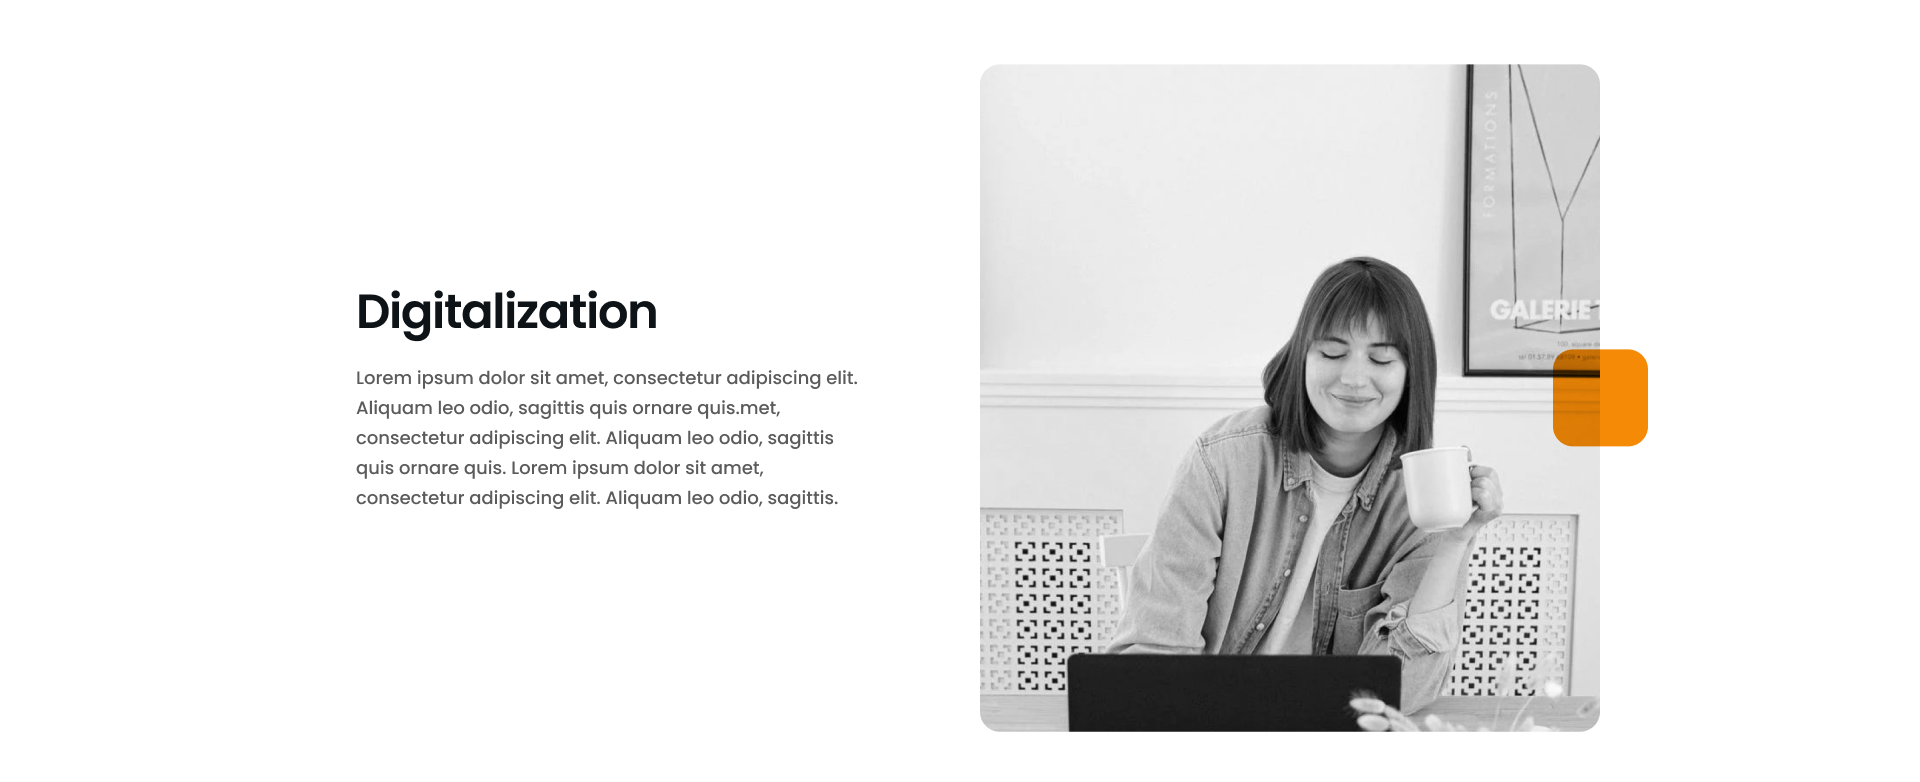 Digitalization
Lorem ipsum dolor sit amet, consectetur adipiscing elit.
Aliquam leo odio, sagittis quis ornare quis.met,
consectetur adipiscing elit. Aliquam leo odio, sagittis
quis ornare quis. Lorem ipsum dolor sit amet,
consectetur adipiscing elit. Aliquam leo odio, sagittis.
FORMATIONS
GALERIE